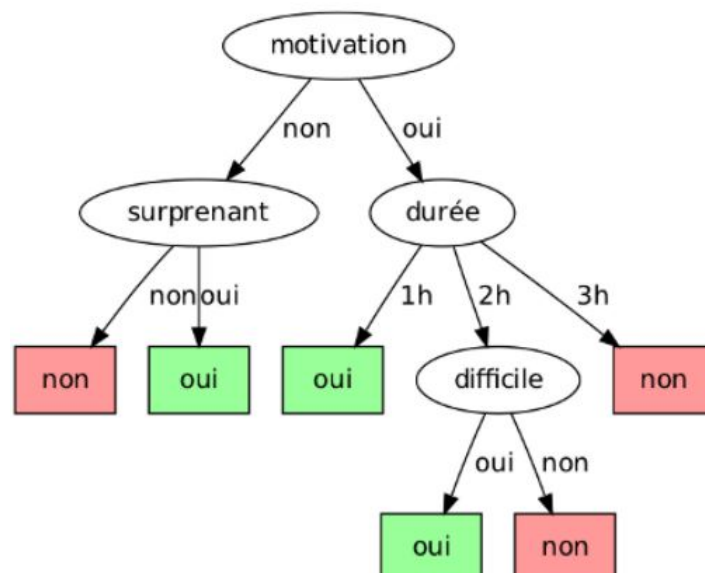 motivation
non oui
surprenant durée
non oui 1h 2h 3h
non oui oui difficile non
oui non
oui non